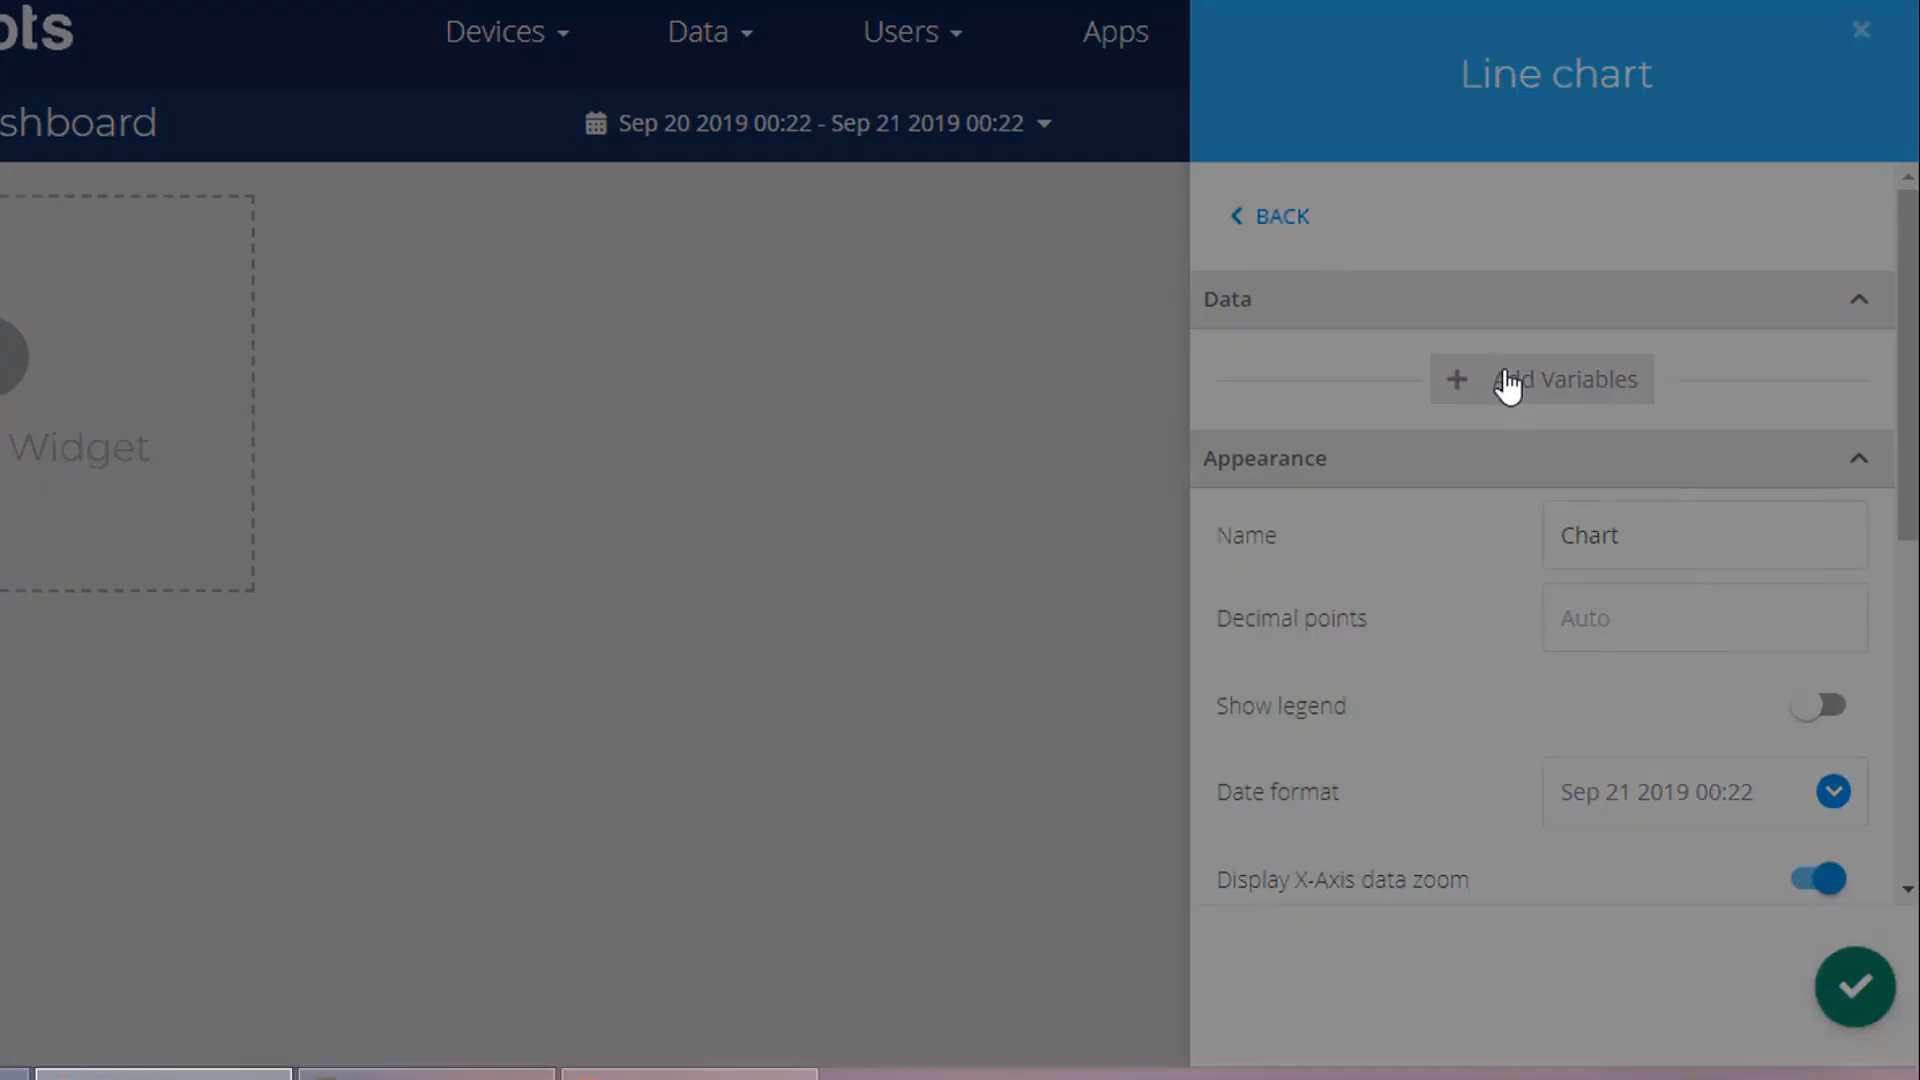 ots
Devices
Data
Users
Apps
Line chart
shboard
Sep 20 2019 00:22 - Sep 21 2019 00:22
BACK
Data
Add Variables
Widget
Appearance
Name
Chart
Decimal points
Auto
Show legend
Date format
Sep 21 2019 00:22
Display X-Axis data zoom